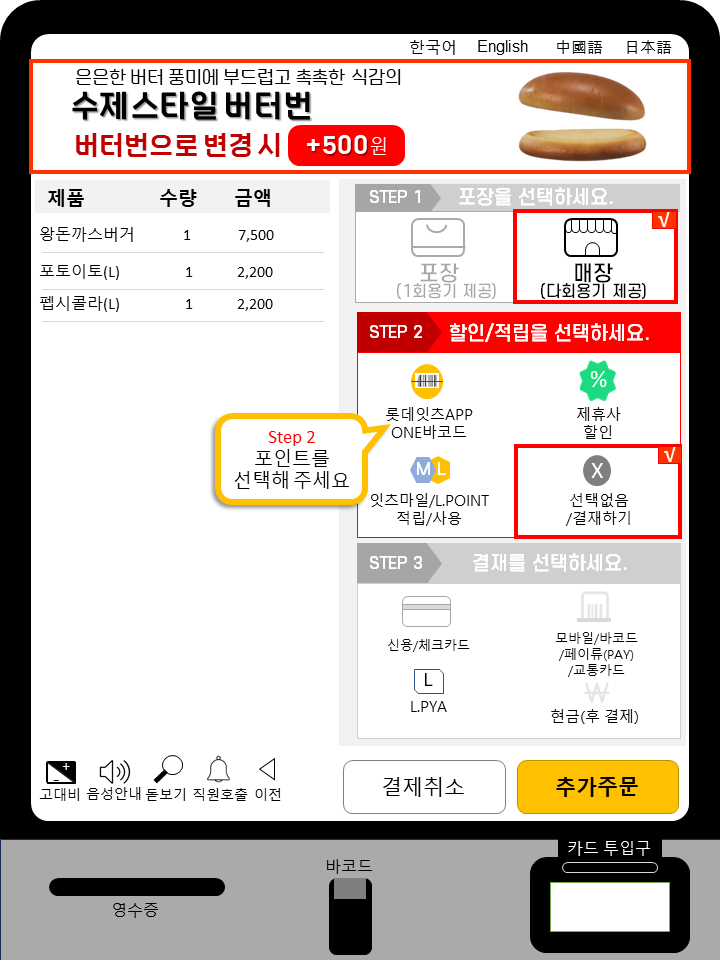 한국어 English 中國語 日本語
은은한 버터 풍미에 부드럽고 촉촉한 식감의
수제스타일 버터번
버터번으로 변경 시 +500원
제품 수량 금액
왕돈까스버거 1 7,500
포토이토(L) 1 2,200
펩시콜라(L) 1 2,200
STEP 1 포장을 선택하세요.
포장
(1회용기 제공)
√
매장
(다회용기 제공)
STEP 2 할인/적립을 선택하세요.
롯데잇츠APP
ONE바코드
%
제휴사
할인
Step 2
포인트를
선택해 주세요
M L
잇츠마일/L.POINT
적립/사용
√
X
선택없음
/결재하기
STEP 3 결재를 선택하세요.
신용/체크카드
모바일/바코드
/페이류(PAY)
/교통카드
L
L.PYA
₩
현금(후 결제)
고대비 음성안내 돋보기 직원호출 이전
결제취소 추가주문
카드 투입구
바코드
영수증